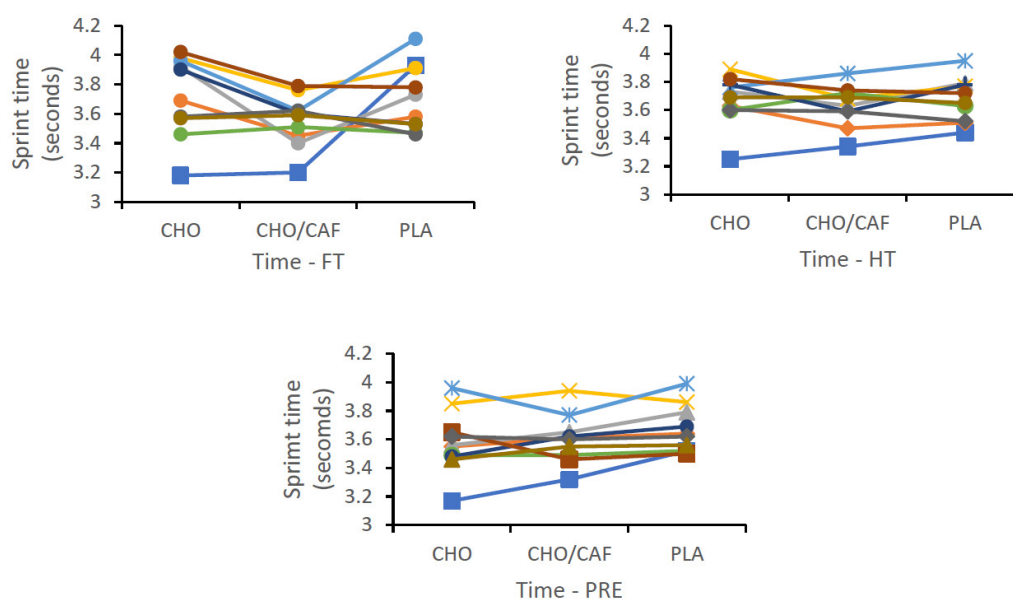 4.2
4
3.8
3.6
3.4
3.2
3
Sprint time
(seconds)
CHO CHO/CAF PLA
Time - FT
4.2
4
3.8
3.6
3.4
3.2
3
Sprint time
(seconds)
CHO CHO/CAF PLA
Time - HT
4.2
4
3.8
3.6
3.4
3.2
3
Sprimt time
(secomds)
CHO CHO/CAF PLA
Time - PRE